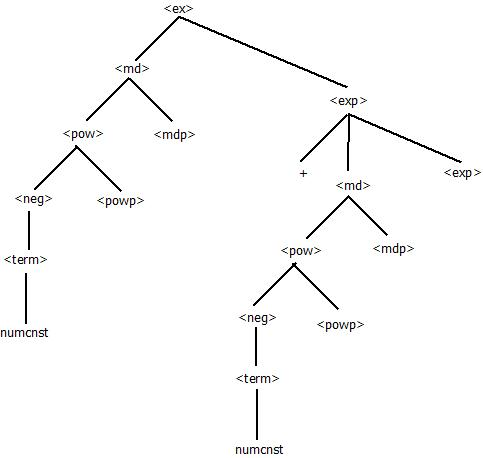 <ex>
<md>
<exp>
<pow>
<mdp>
+
<exp>
<md>
<neg>
<powp>
<pow>
<mdp>
<term>
<neg>
<powp>
numcnst
<term>
numcnst